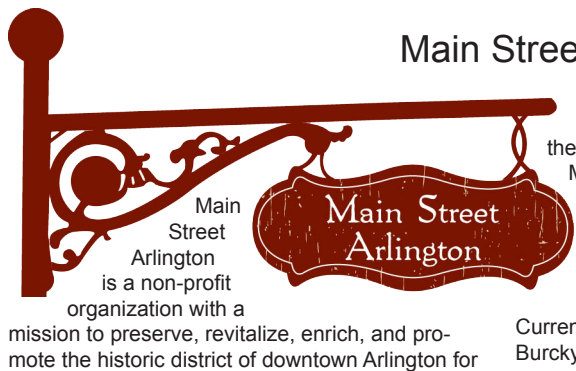 Main Stree
the
M
Main Street
Arlington
Main
Street
Arlington
is a non-profit
organization with a
mission to preserve, revitalize, enrich, and pro-
mote the historic district of downtown Arlington for
Curren
Burcky